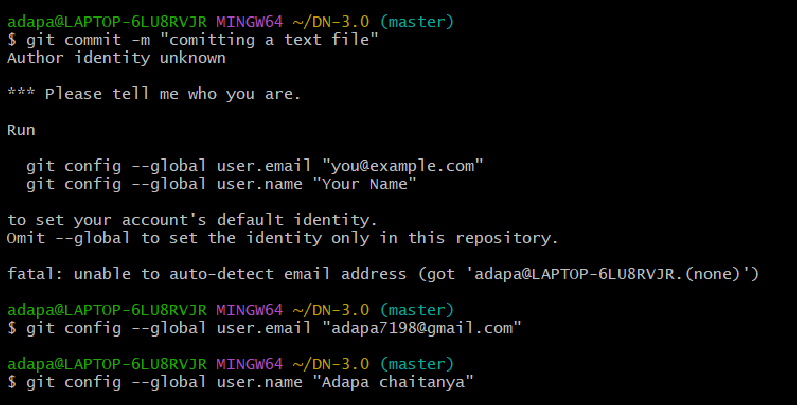 adapa@LAPTOP-6LU8RVJR MINGW64 ~/DN-3.0 (master)
$ git commit -m "comitting a text file"
Author identity unknown
*** Please tell me who you are.
Run
git config --global user.email "you@example.com"
git config --global user.name "Your Name"
to set your account's default identity.
Omit --global to set the identity only in this repository.
fatal: unable to auto-detect email address (got 'adapa@LAPTOP-6LU8RVJR.(none)')
adapa@LAPTOP-6LU8RVJR MINGW64 ~/DN-3.0 (master)
$ git config --global user.email "adapa7198@gmail.com"
adapa@LAPTOP-6LU8RVJR MINGW64 ~/DN-3.0 (master)
$ git config --global user.name "Adapa chaitanya"